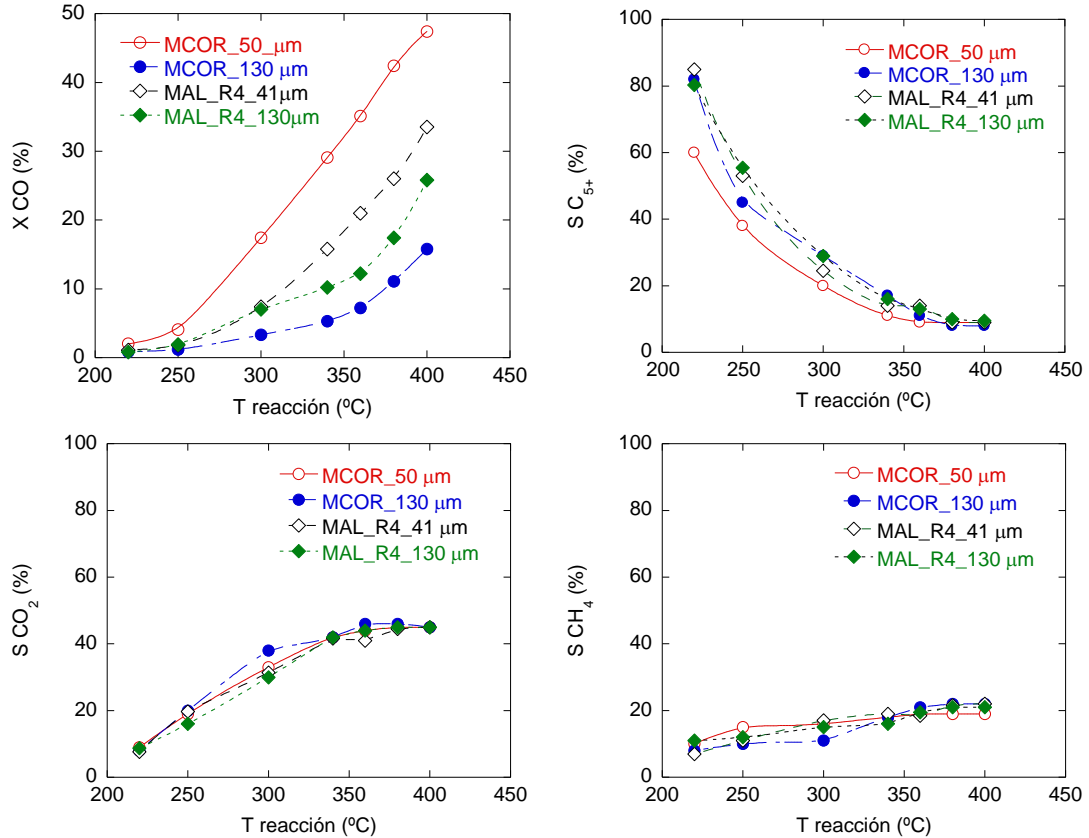 50
40
30
20
10
0
X CO (%)
MCOR_50_μm
MCOR_130 μm
MAL_R4_41μm
MAL_R4_130μm
200 250 300 350 400 450
T reacción (ºC)
100
80
60
40
20
0
S C5+ (%)
MCOR_50 μm
MCOR_130 μm
MAL_R4_41 μm
MAL_R4_130 μm
200 250 300 350 400 450
T reacción (ºC)
100
80
60
40
20
0
S CO2 (%)
MCOR_50 μm
MCOR_130 μm
MAL_R4_41 μm
MAL_R4_130 μm
200 250 300 350 400 450
T reacción (ºC)
100
80
60
40
20
0
S CH4 (%)
MCOR_50 μm
MCOR_130 μm
MAL_R4_41 μm
MAL_R4_130 μm
200 250 300 350 400 450
T reacción (ºC)